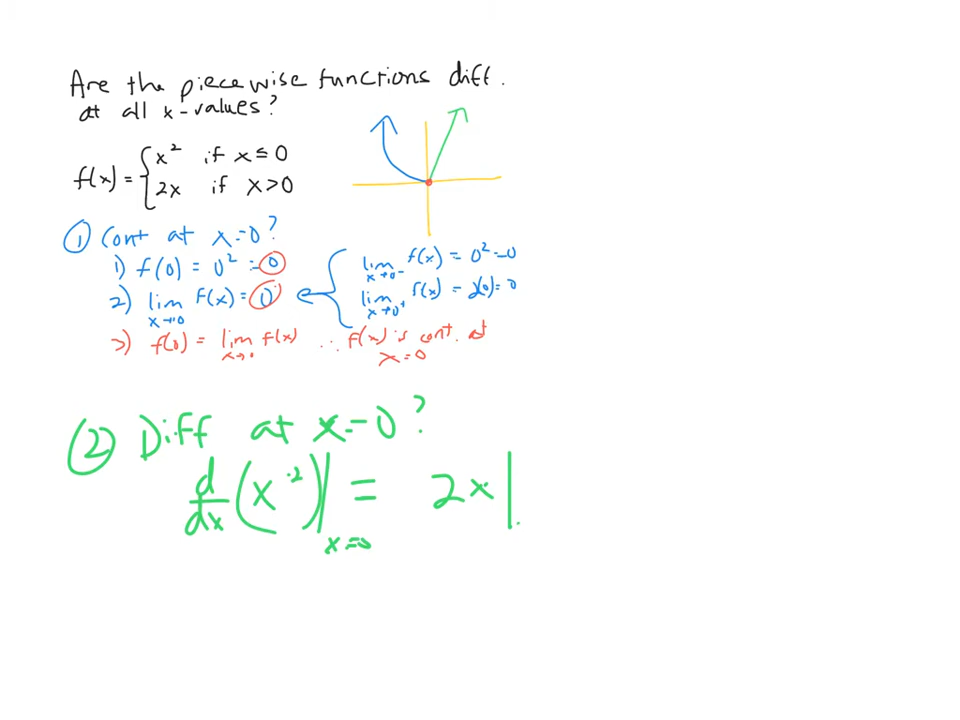 Are the piecewise functions diff.
at all x-values?
f(x) = { x² if x ≤ 0
2x if x > 0
① Cont at x=0?
1) f(0) = 0² = 0
2) lim x→0 f(x) = 0
lim x→0⁻ f(x) = 0² = 0
lim x→0⁺ f(x) = 2(0) = 0
3) f(0) = lim x→0 f(x) ∴ f(x) is cont. at
x=0
② Diff at x=0?
d/dx (x²)| x=0 = 2x|